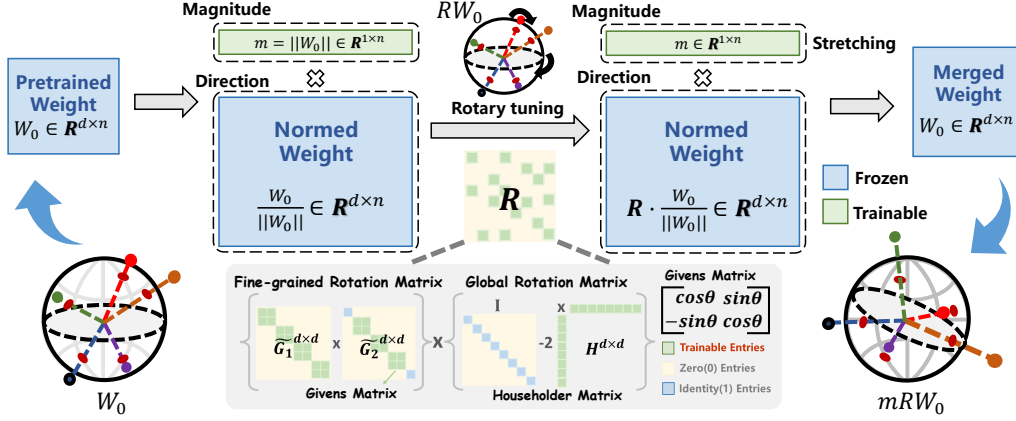 Pretrained
Weight
W₀ ∈ R^{d×n}
Magnitude
m = ||W₀|| ∈ R^{1×n}
Direction
Normed
Weight
W₀/||W₀|| ∈ R^{d×n}
RW₀
Rotary tuning
R
Magnitude
m ∈ R^{1×n}
Stretching
Direction
Normed
Weight
R · W₀/||W₀|| ∈ R^{d×n}
Merged
Weight
W₀ ∈ R^{d×n}
Frozen
Trainable
W₀
Fine-grained Rotation Matrix
G̃₁^{d×d} x G̃₂^{d×d}
Givens Matrix
x
Global Rotation Matrix
I
-2
x
H^{d×d}
Householder Matrix
Givens Matrix
cosθ sinθ
−sinθ cosθ
Trainable Entries
Zero(0) Entries
Identity(1) Entries
mRW₀